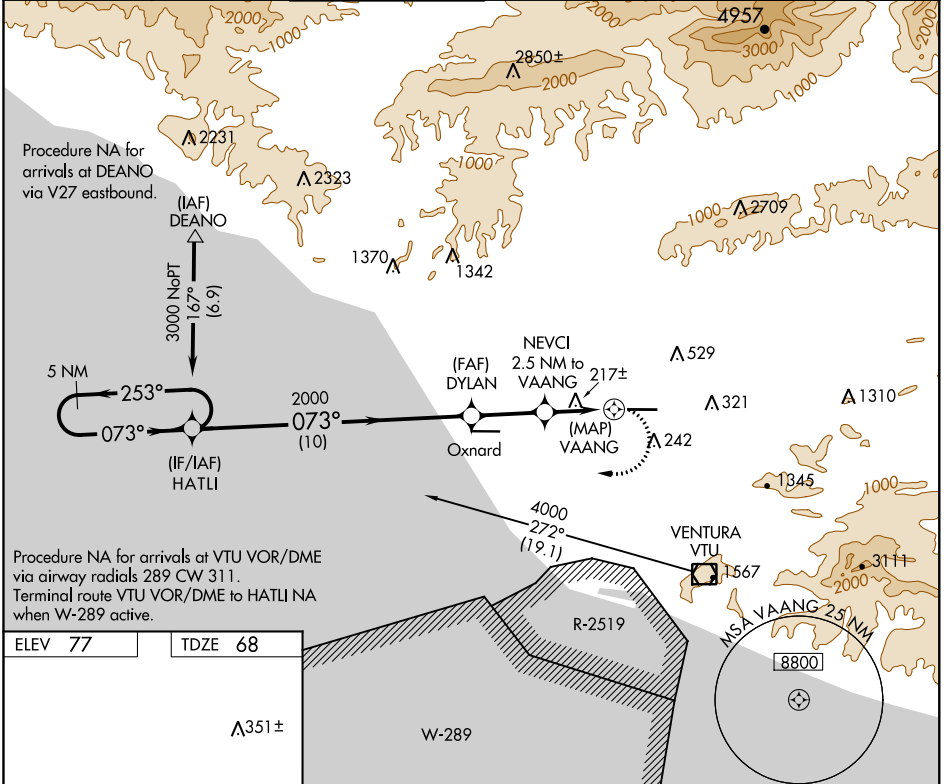 2000
1000
2000
1000
4957
3000
1000
2000
1000
2850±
2000
1000
2231
Procedure NA for
arrivals at DEANO
via V27 eastbound.
2323
(IAF)
DEANO
1000
2709
1370
1342
3000 NoPT
167°
(6.9)
5 NM
253°
073°
(IF/IAF)
HATLI
2000
073°
(10)
(FAF)
DYLAN
Oxnard
NEVCI
2.5 NM to
VAANG
217±
(MAP)
VAANG
529
321
1310
242
1345
1000
4000
272°
(19.1)
VENTURA
VTU
1567
3111
2000
Procedure NA for arrivals at VTU VOR/DME
via airway radials 289 CW 311.
Terminal route VTU VOR/DME to HATLI NA
when W-289 active.
R-2519
MSA VAANG 25 NM
8800
ELEV 77
TDZE 68
351±
W-289